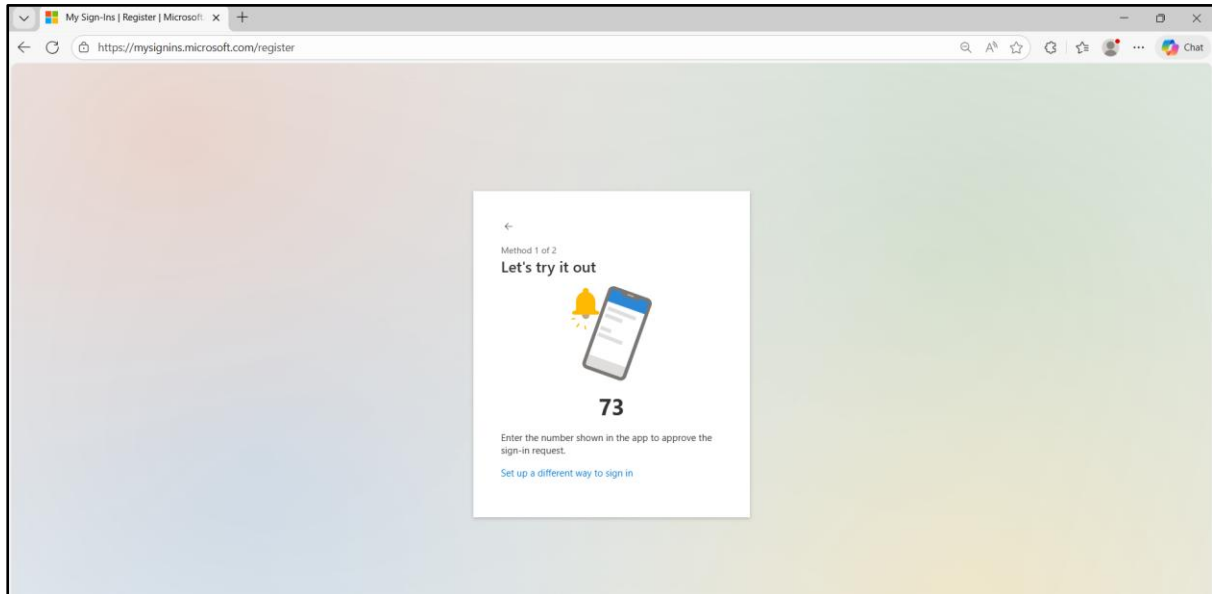 My Sign-Ins | Register | Microsoft
https://mysignins.microsoft.com/register
Chat
Method 1 of 2
Let's try it out
73
Enter the number shown in the app to approve the
sign-in request.
Set up a different way to sign in